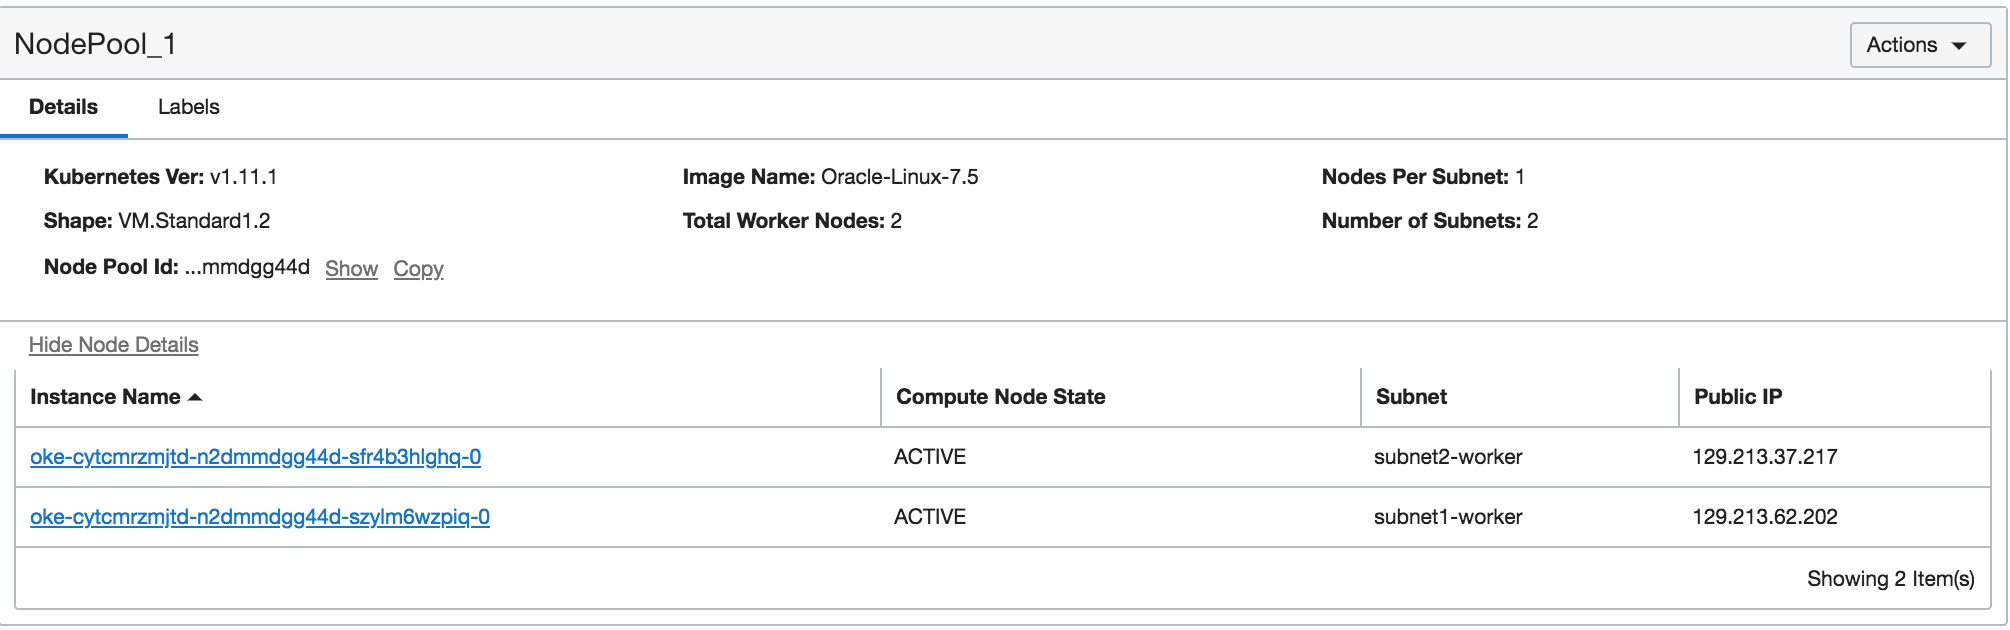 NodePool_1
Actions
Details Labels
Kubernetes Ver: v1.11.1 Image Name: Oracle-Linux-7.5 Nodes Per Subnet: 1
Shape: VM.Standard1.2 Total Worker Nodes: 2 Number of Subnets: 2
Node Pool Id: ...mmdgg44d Show Copy
Hide Node Details
Instance Name Compute Node State Subnet Public IP
oke-cytcmrzmjtd-n2dmmdgg44d-sfr4b3hlghq-0 ACTIVE subnet2-worker 129.213.37.217
oke-cytcmrzmjtd-n2dmmdgg44d-szylm6wzpiq-0 ACTIVE subnet1-worker 129.213.62.202
Showing 2 Item(s)